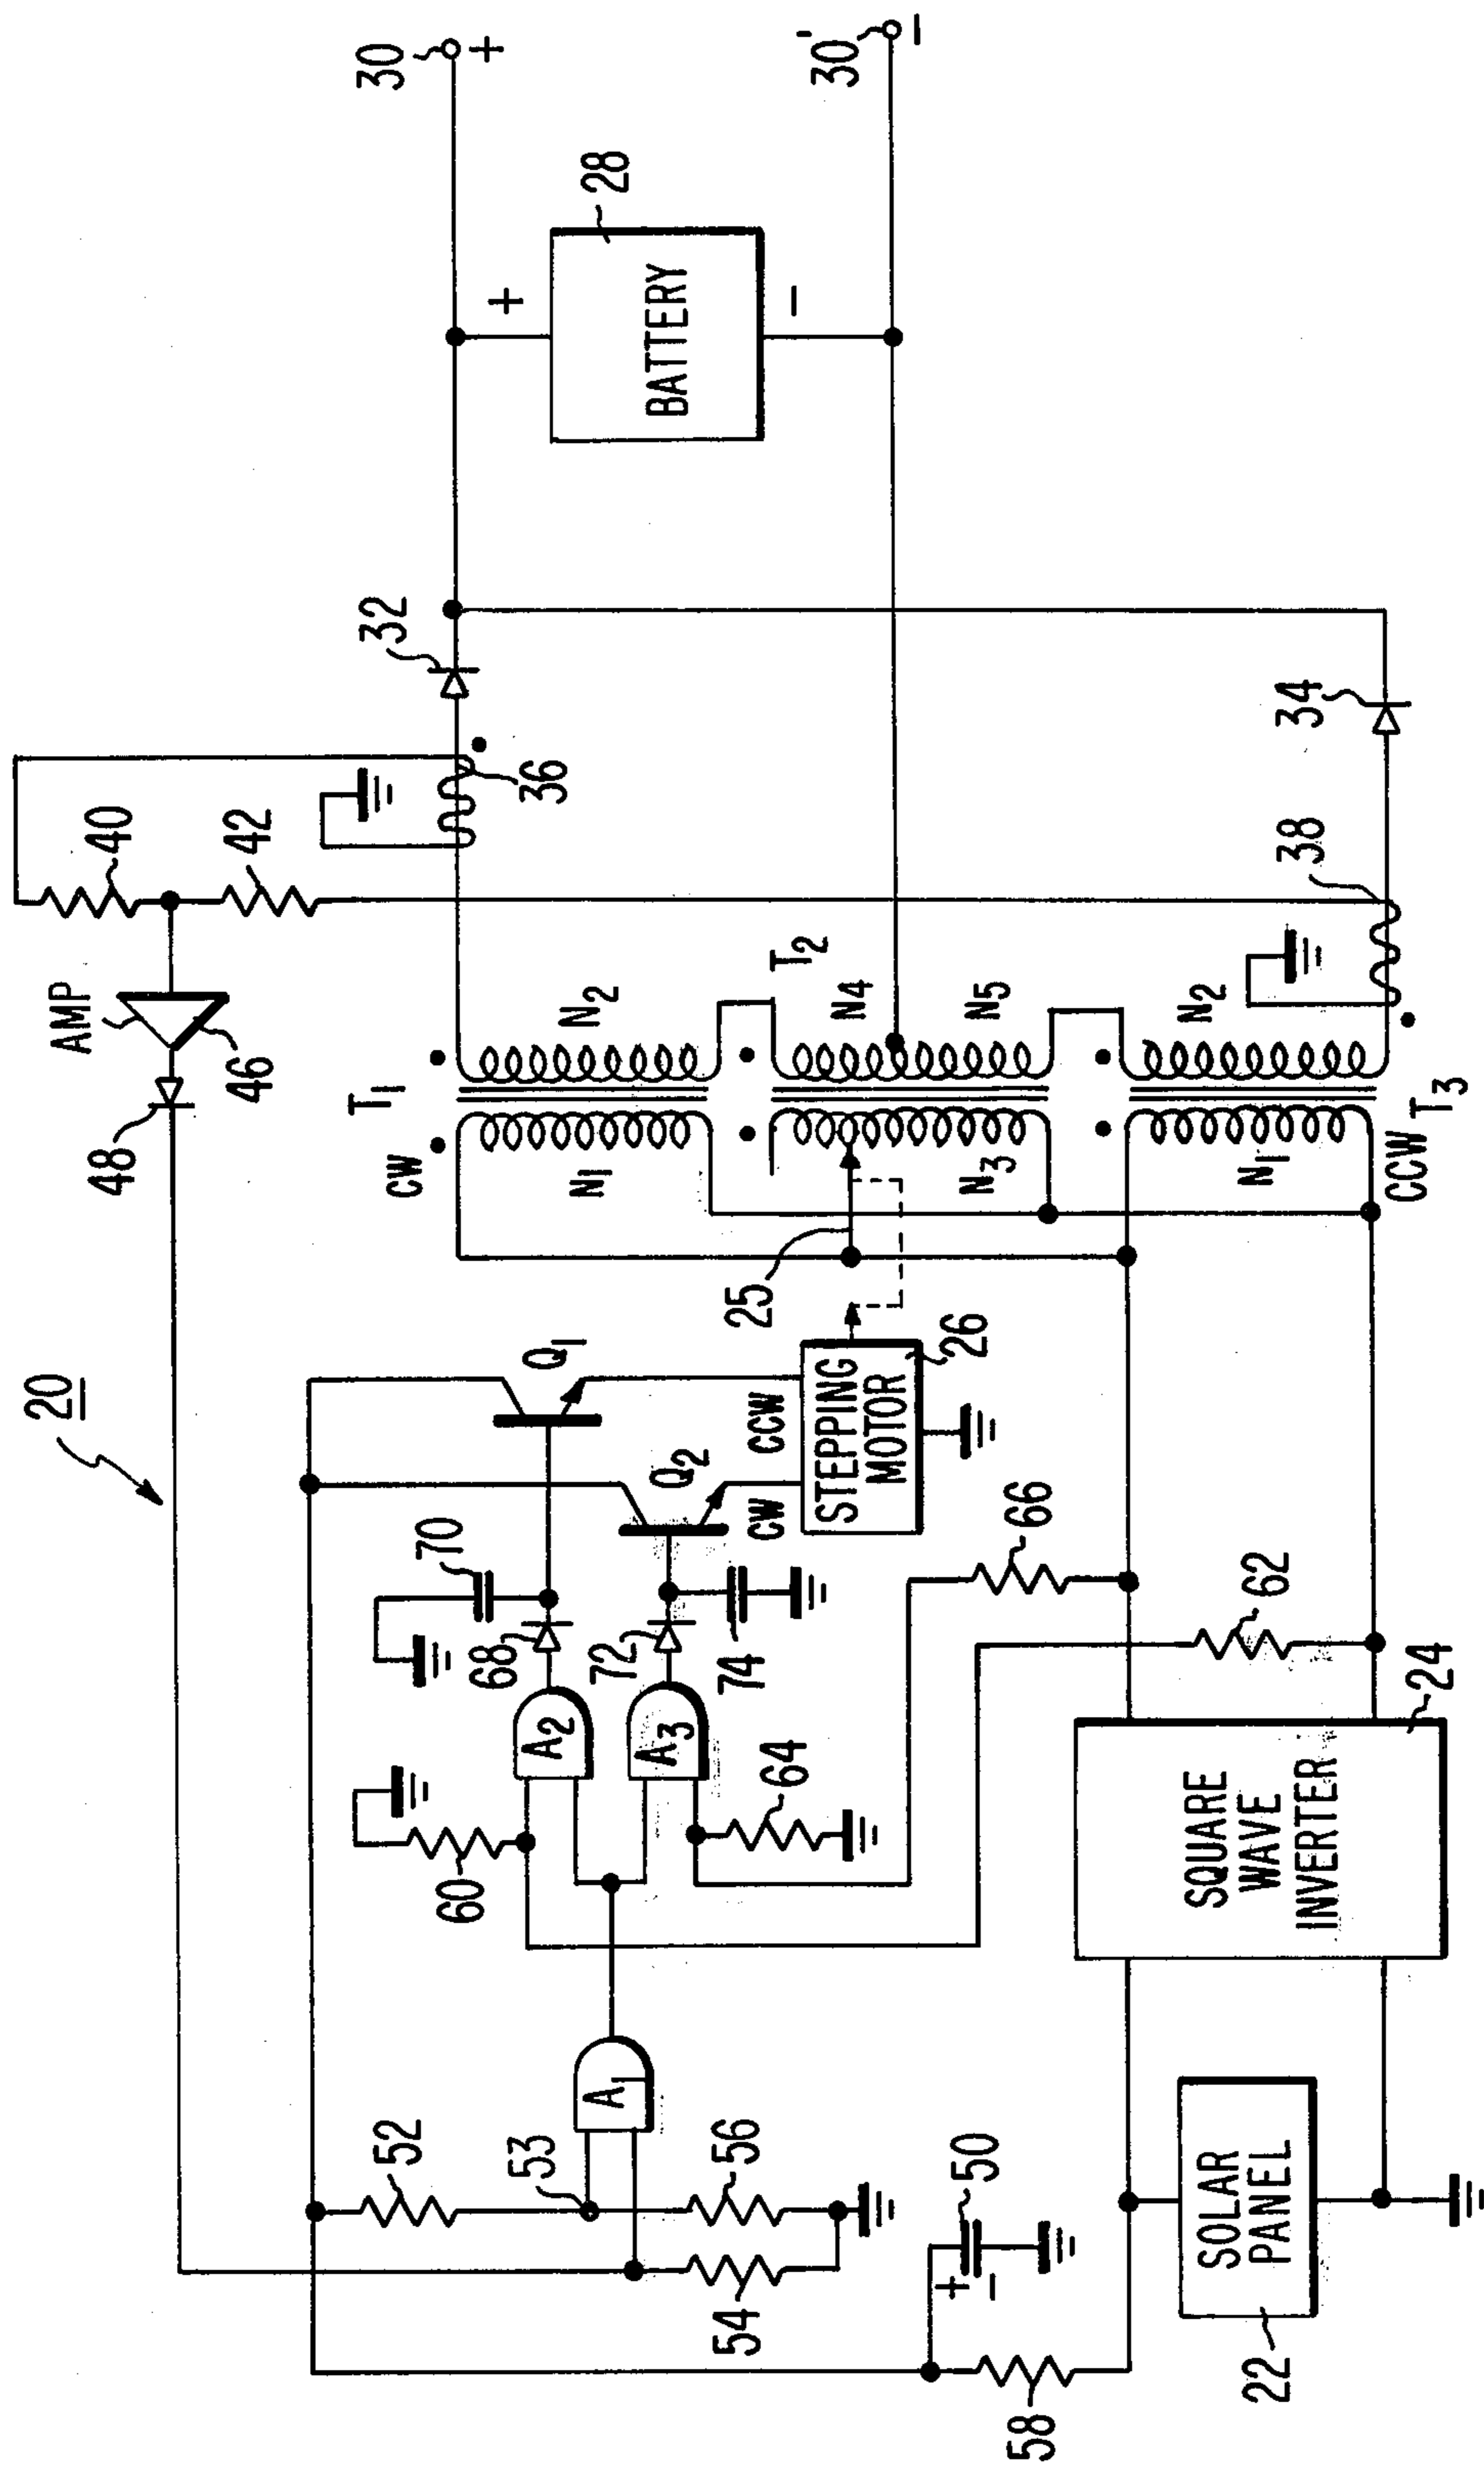 20
48
AMP
46
40
42
36
32
30
+
30'
−
+
BATTERY
28
−
T1
CW
N1
N2
T2
N3
N4
N5
25
N1
N2
CCW
T3
38
34
Q1
Q2
CCW
CW
STEPPING
MOTOR
26
70
68
72
74
A2
A3
60
64
66
62
A1
52
53
56
54
50
+
−
58
SOLAR
PANEL
22
SQUARE
WAVE
INVERTER
24